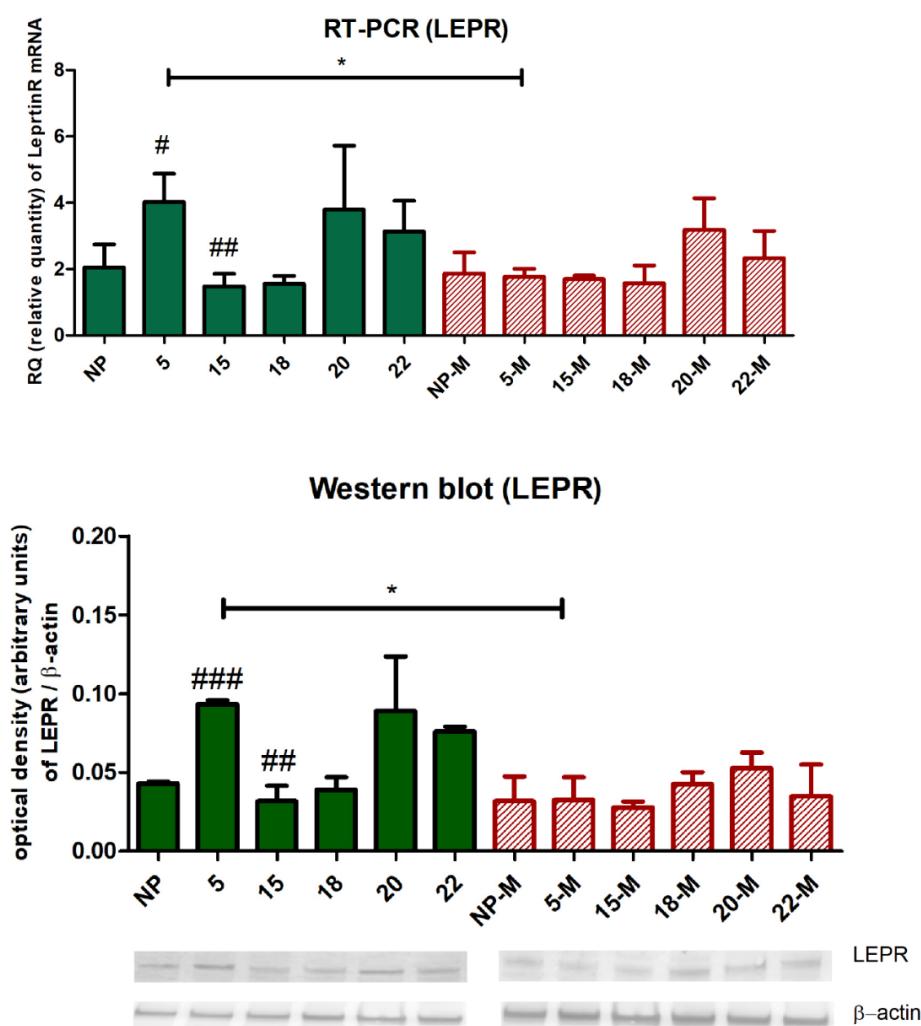 RT-PCR (LEPR)
RQ (relative quantity) of LeprtinR mRNA
8
6
4
2
0
*
#
##
NP
5
15
18
20
22
NP-M
5-M
15-M
18-M
20-M
22-M
Western blot (LEPR)
optical density (arbitrary units)
of LEPR / β-actin
0.20
0.15
0.10
0.05
0.00
*
###
##
NP
5
15
18
20
22
NP-M
5-M
15-M
18-M
20-M
22-M
LEPR
β–actin